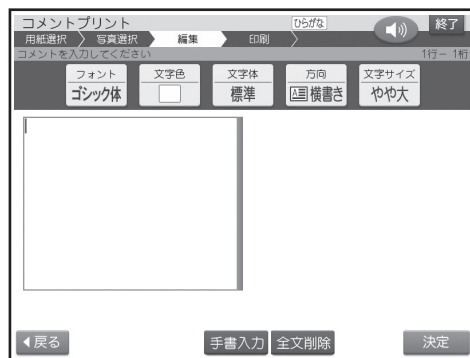 コメントプリント ひらがな 終了
用紙選択 写真選択 編集 印刷
コメントを入力してください 1行− 1桁
フォント 文字色 文字体 方向 文字サイズ
ゴシック体 標準 A 横書き やや大
戻る 手書入力 全文削除 決定